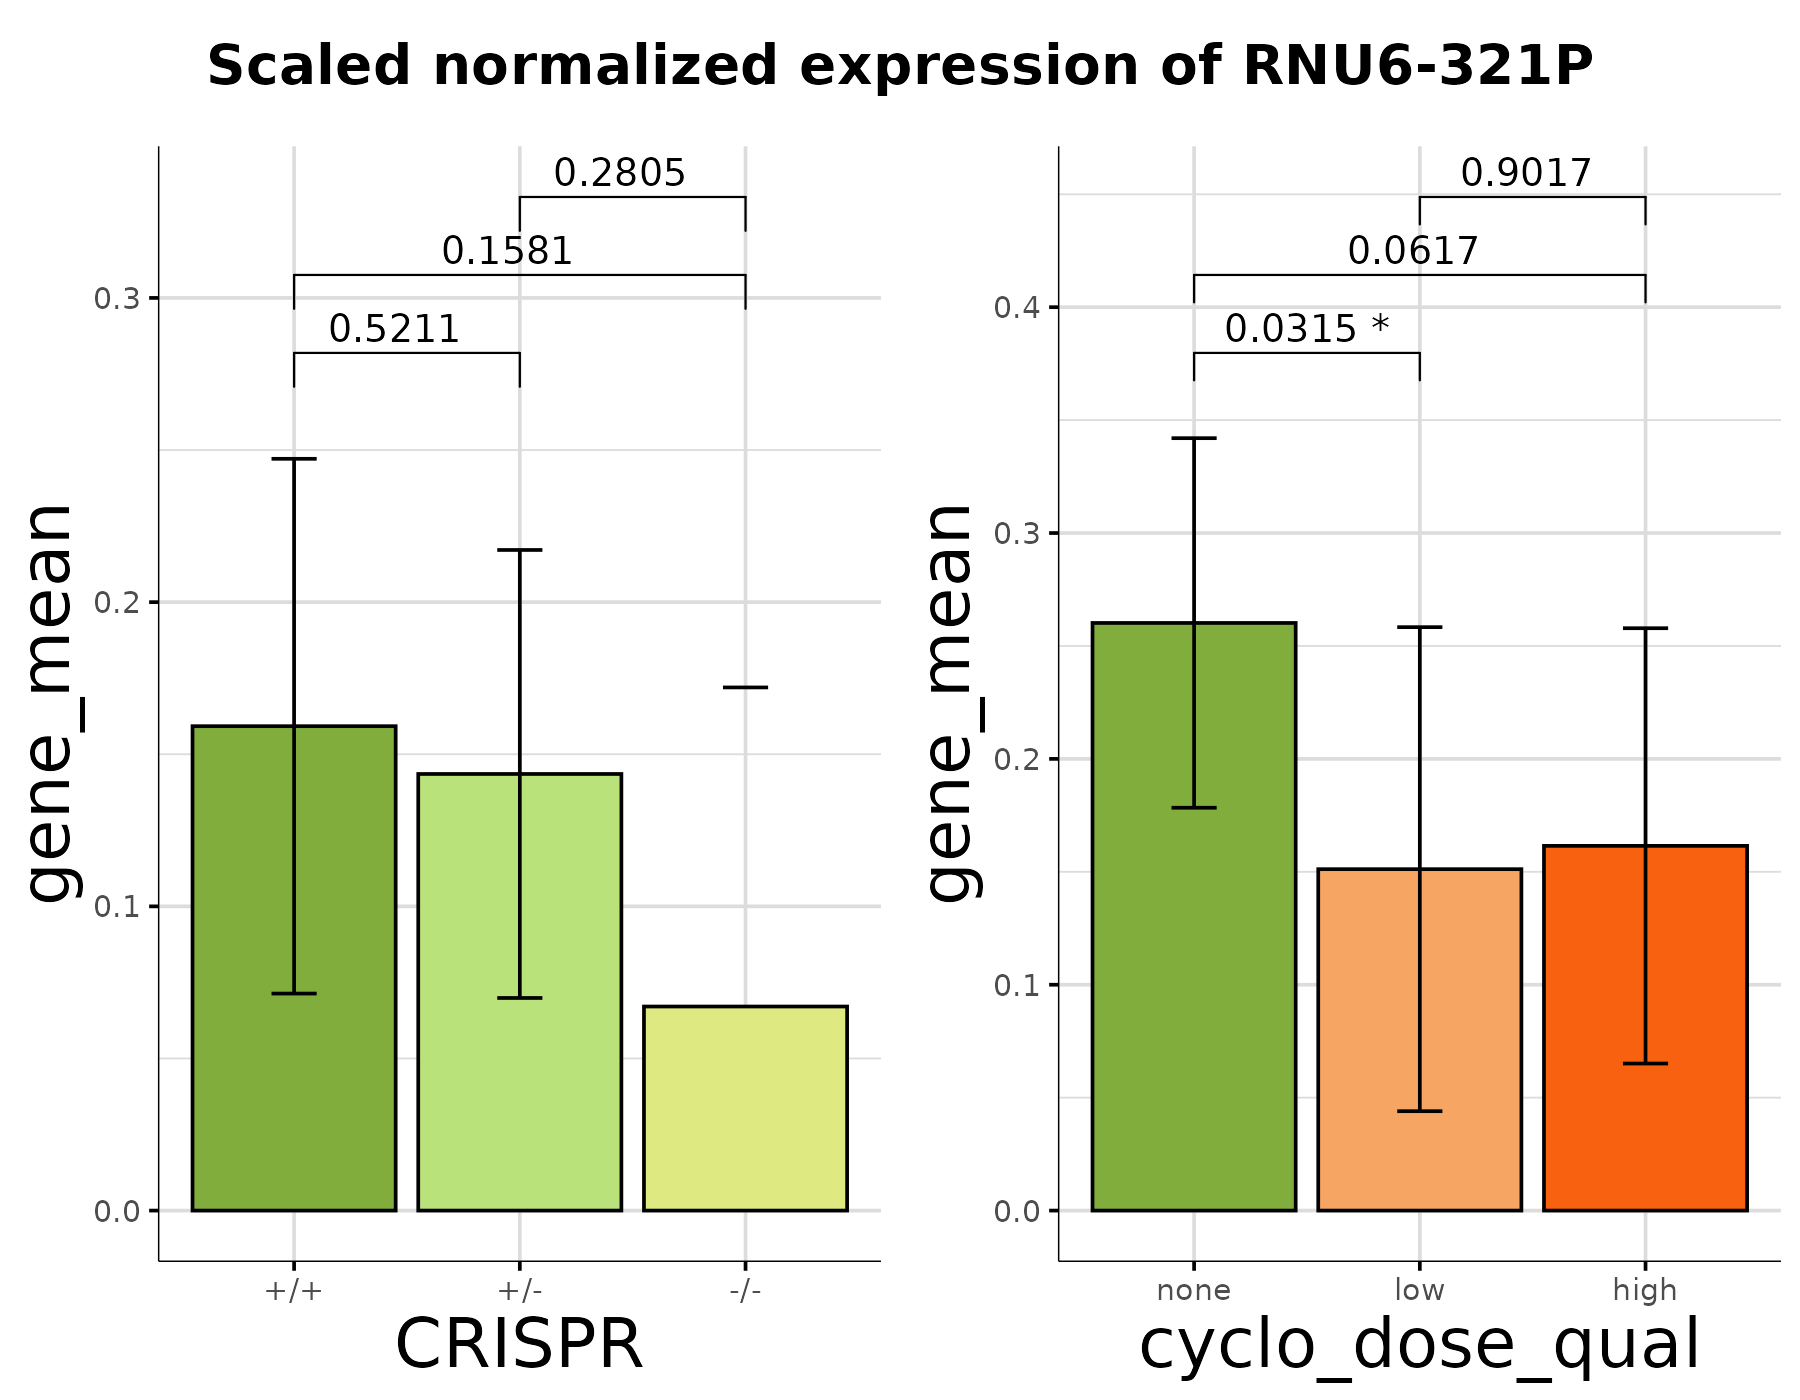 Scaled normalized expression of RNU6-321P
0.2805
0.1581
0.5211
0.3
0.2
0.1
0.0
gene_mean
+/+ +/- -/-
CRISPR
0.9017
0.0617
0.0315 *
0.4
0.3
0.2
0.1
0.0
gene_mean
none low high
cyclo_dose_qual